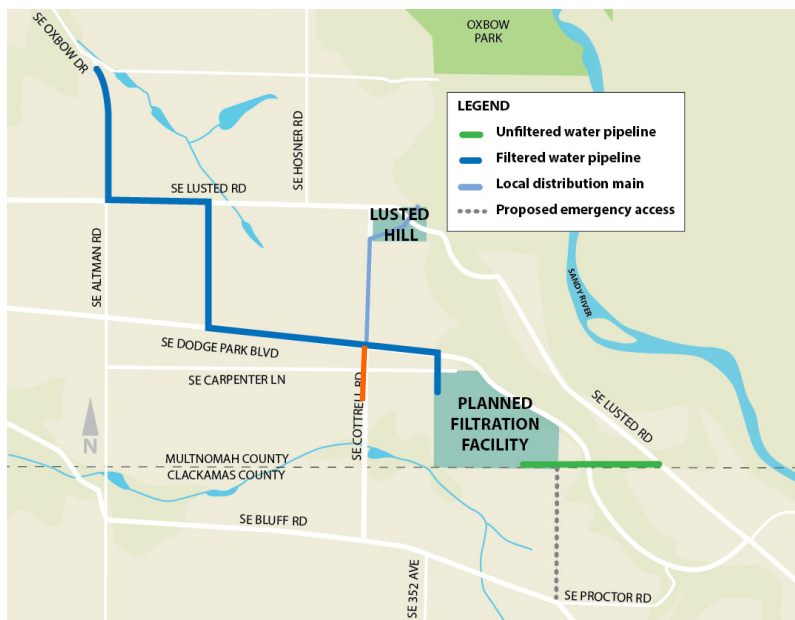 SE OXBOW DR
OXBOW
PARK
LEGEND
Unfiltered water pipeline
Filtered water pipeline
Local distribution main
Proposed emergency access
SE HOSNER RD
SE LUSTED RD
LUSTED
HILL
SE ALTMAN RD
SANDY RIVER
SE DODGE PARK BLVD
SE CARPENTER LN
SE COTTRELL RD
PLANNED
FILTRATION
FACILITY
SE LUSTED RD
N
MULTNOMAH COUNTY
CLACKAMAS COUNTY
SE BLUFF RD
SE 352 AVE
SE PROCTOR RD